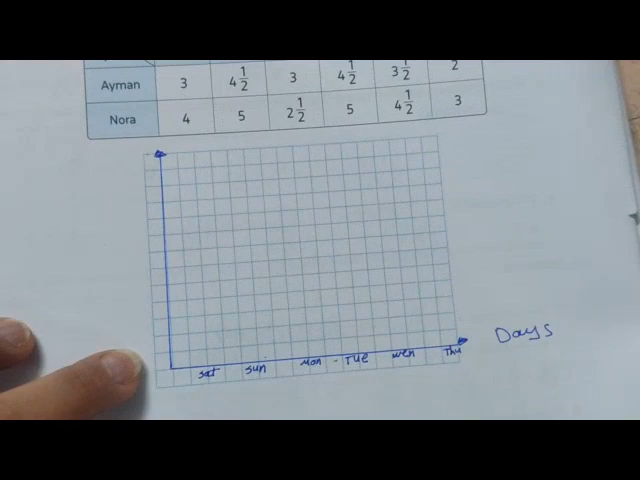 Ayman 3 4 1/2 3 4 1/2 3 1/2 2
Nora 4 5 2 1/2 5 4 1/2 3
Days
sat sun Mon - Tue wen Thu